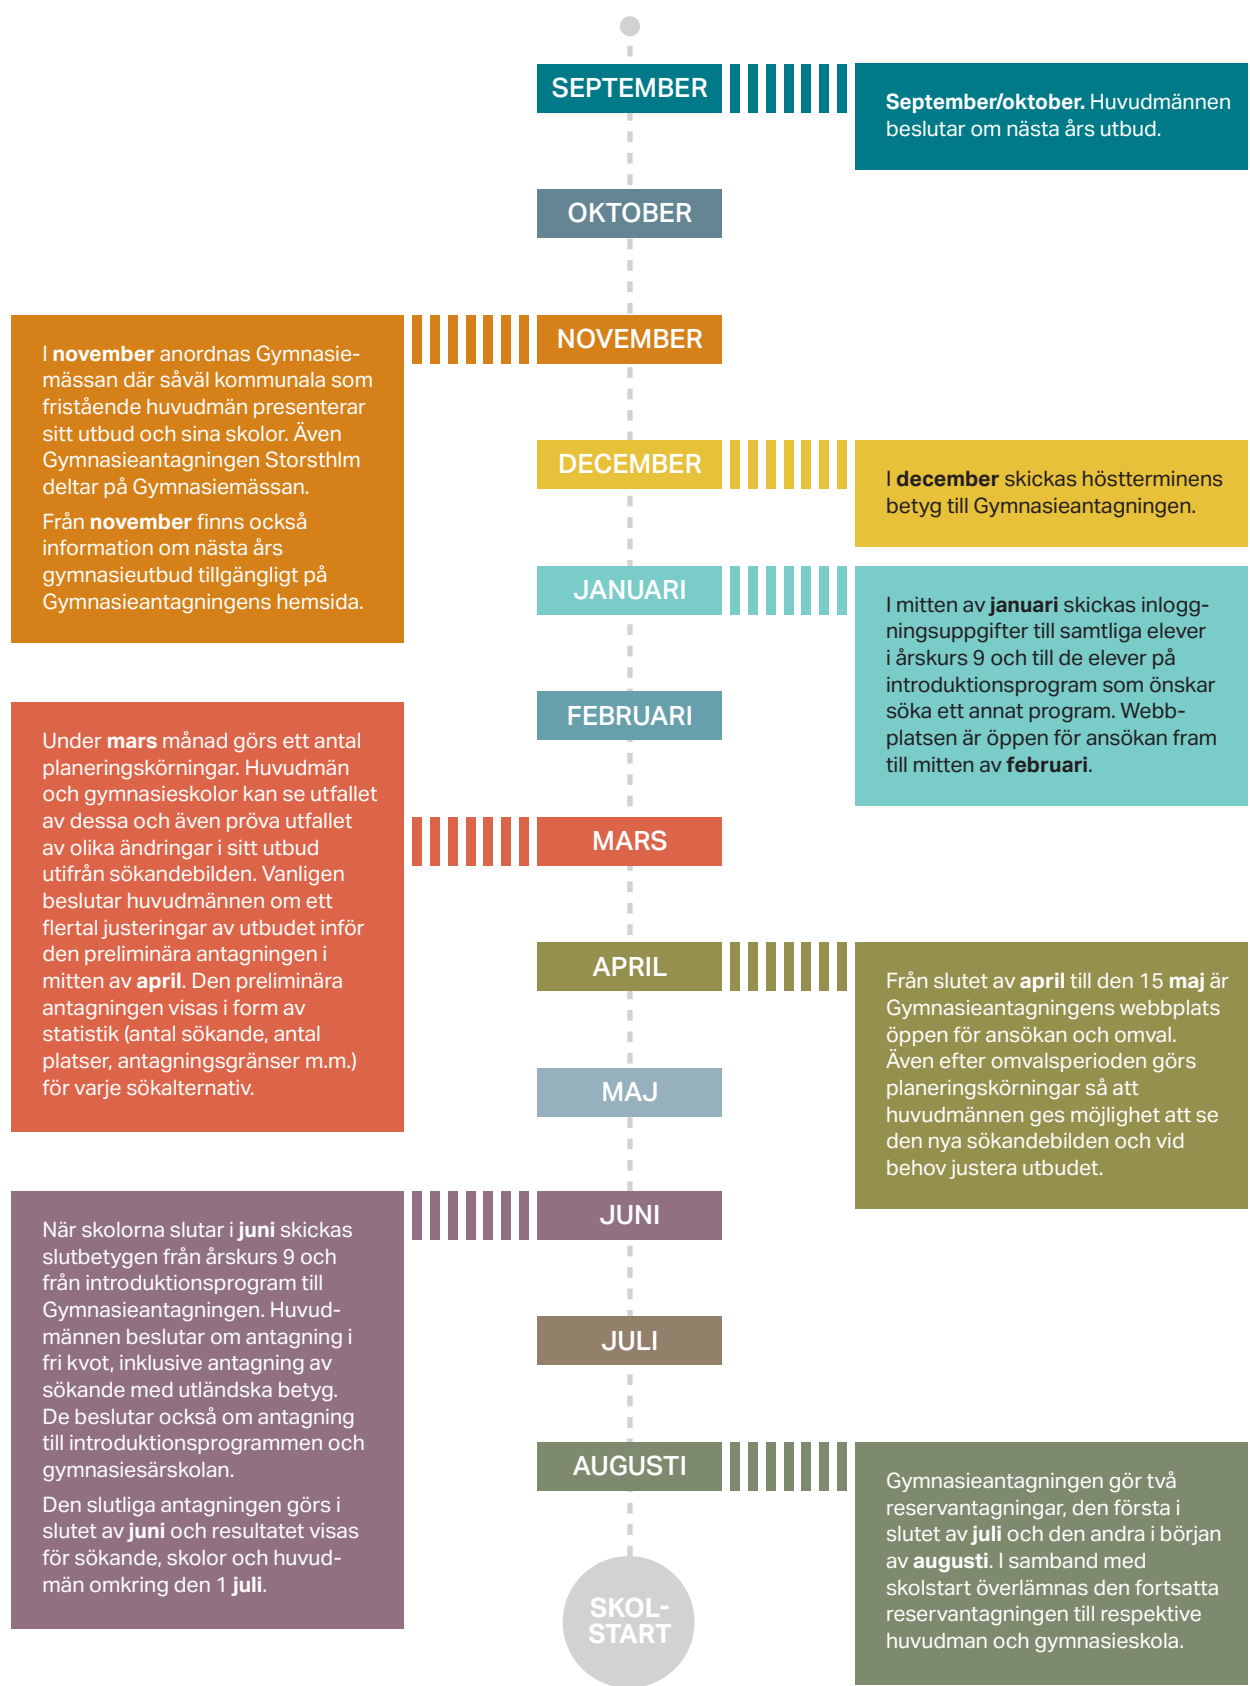 SEPTEMBER
September/oktober. Huvudmännen
beslutar om nästa års utbud.
OKTOBER
NOVEMBER
I november anordnas Gymnasie-
mässan där såväl kommunala som
fristående huvudmän presenterar
sitt utbud och sina skolor. Även
Gymnasieantagningen Storsthlm
deltar på Gymnasiemässan.
Från november finns också
information om nästa års
gymnasieutbud tillgängligt på
Gymnasieantagningens hemsida.
DECEMBER
I december skickas höstterminens
betyg till Gymnasieantagningen.
JANUARI
I mitten av januari skickas inlogg-
ningsuppgifter till samtliga elever
i årskurs 9 och till de elever på
introduktionsprogram som önskar
söka ett annat program. Webb-
platsen är öppen för ansökan fram
till mitten av februari.
FEBRUARI
MARS
Under mars månad görs ett antal
planeringskörningar. Huvudmän
och gymnasieskolor kan se utfallet
av dessa och även pröva utfallet
av olika ändringar i sitt utbud
utifrån sökandebilden. Vanligen
beslutar huvudmännen om ett
flertal justeringar av utbudet inför
den preliminära antagningen i
mitten av april. Den preliminära
antagningen visas i form av
statistik (antal sökande, antal
platser, antagningsgränser m.m.)
för varje sökalternativ.
APRIL
Från slutet av april till den 15 maj är
Gymnasieantagningens webbplats
öppen för ansökan och omval.
Även efter omvalsperioden görs
planeringskörningar så att
huvudmännen ges möjlighet att se
den nya sökandebilden och vid
behov justera utbudet.
MAJ
JUNI
När skolorna slutar i juni skickas
slutbetygen från årskurs 9 och
från introduktionsprogram till
Gymnasieantagningen. Huvud-
männen beslutar om antagning i
fri kvot, inklusive antagning av
sökande med utländska betyg.
De beslutar också om antagning
till introduktionsprogrammen och
gymnasiesärskolan.
Den slutliga antagningen görs i
slutet av juni och resultatet visas
för sökande, skolor och huvud-
män omkring den 1 juli.
JULI
AUGUSTI
Gymnasieantagningen gör två
reservantagningar, den första i
slutet av juli och den andra i början
av augusti. I samband med
skolstart överlämnas den fortsatta
reservantagningen till respektive
huvudman och gymnasieskola.
SKOL-
START